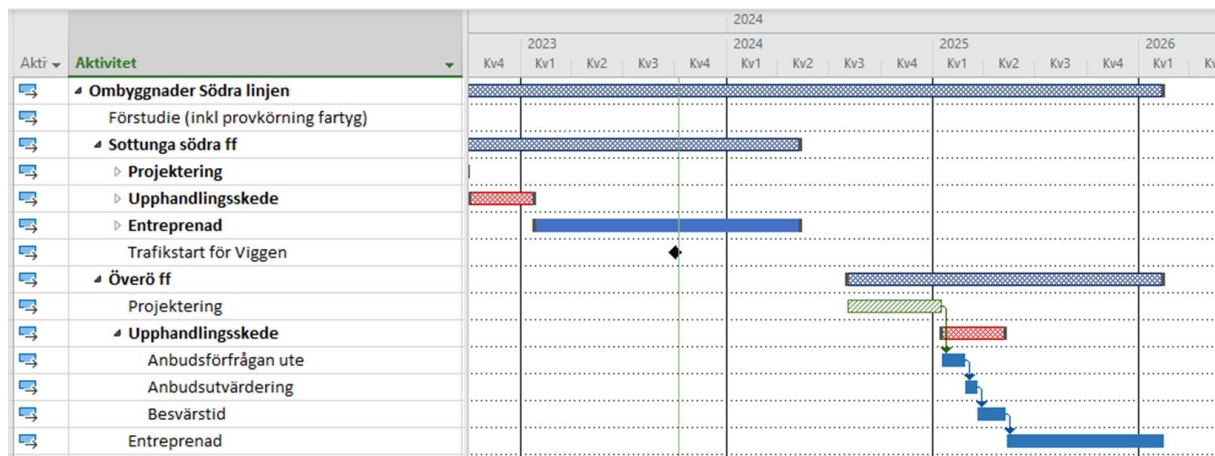 2024
2023 2024 2025 2026
Akti Aktivitet Kv4 Kv1 Kv2 Kv3 Kv4 Kv1 Kv2 Kv3 Kv4 Kv1 Kv2 Kv3 Kv4 Kv1
Ombyggnader Södra linjen
Förstudie (inkl provkörning fartyg)
Sottunga södra ff
Projektering
Upphandlingsskede
Entreprenad
Trafikstart för Viggen
Överö ff
Projektering
Upphandlingsskede
Anbudsförfrågan ute
Anbudsutvärdering
Besvärstid
Entreprenad